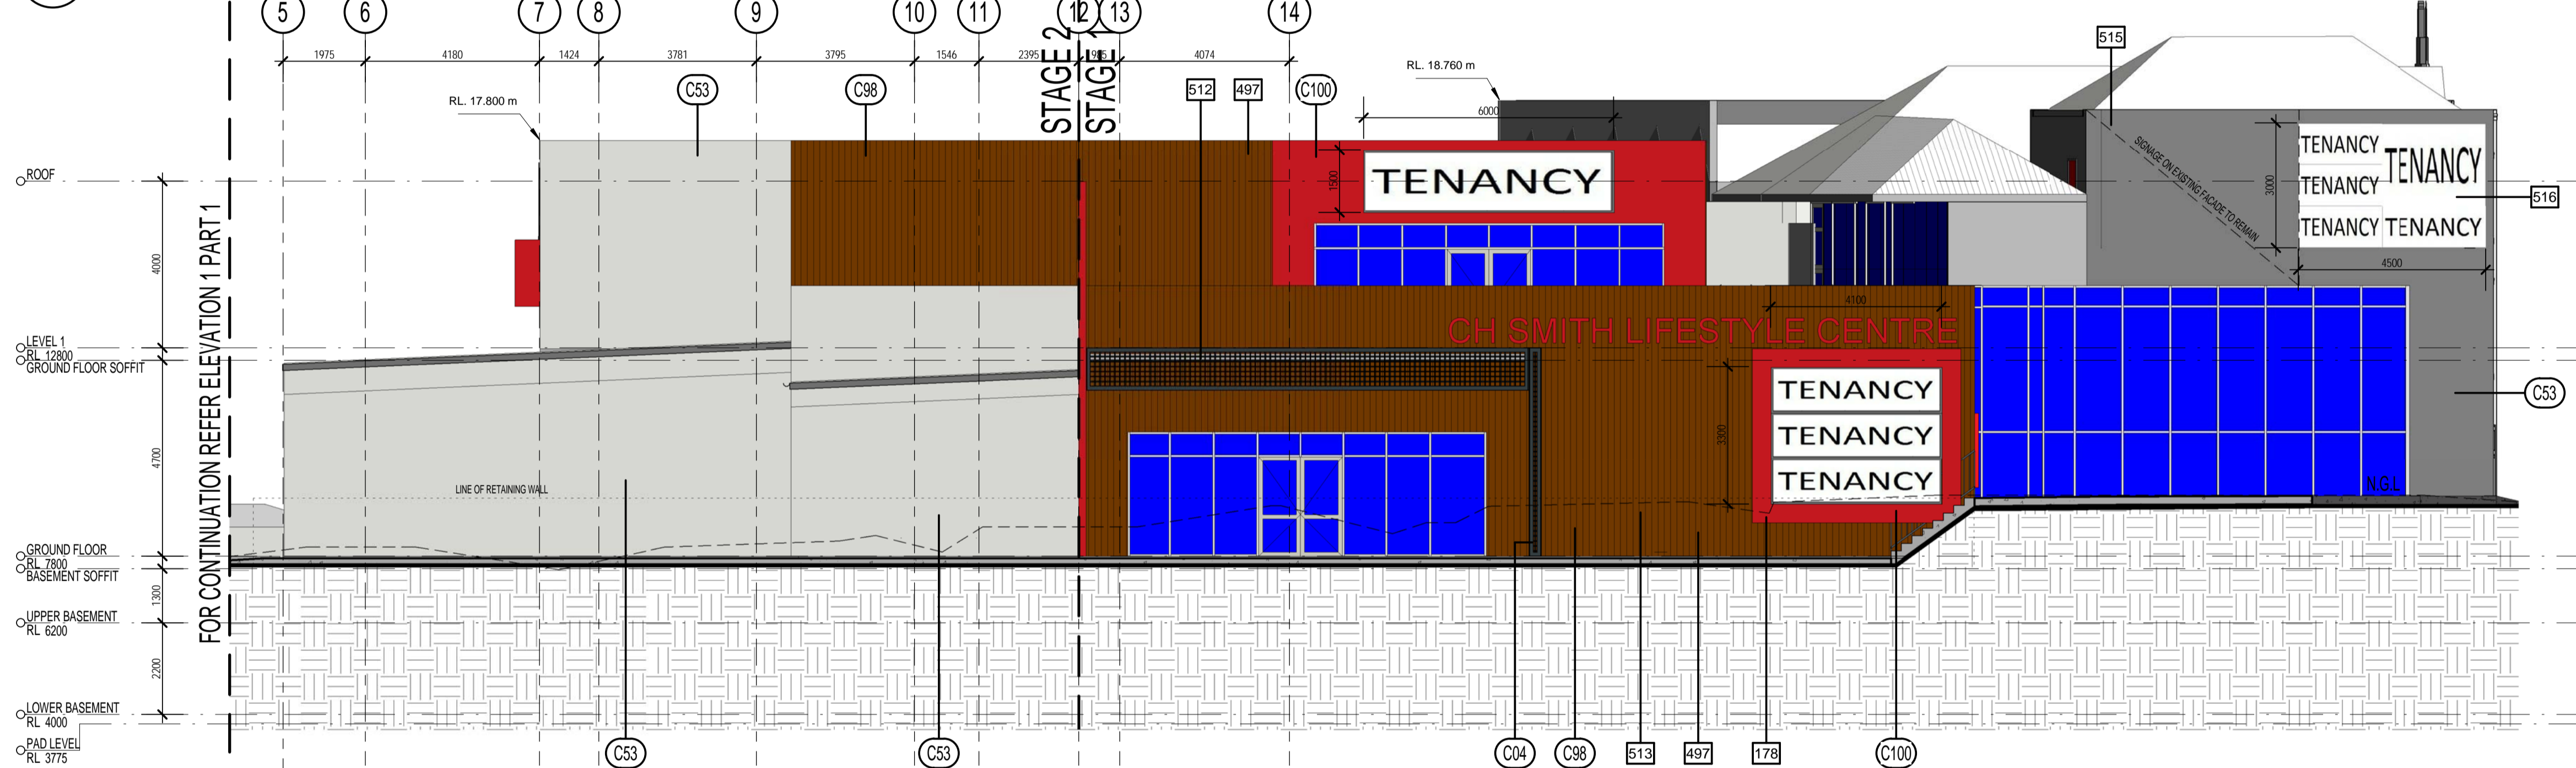 5 6 7 8 9 10 11 12 13 14
1975 4180 1424 3781 3795 1546 2395 4074
STAGE 2
STAGE 1
515
RL. 18.760 m
C53 C98 512 497 C100
RL. 17.800 m
6000
ROOF
TENANCY
1500
TENANCY
TENANCY
TENANCY
TENANCY
TENANCY
3000
516
SIGNAGE ON EXISTING FACADE TO REMAIN
4500
4000
FOR CONTINUATION REFER ELEVATION 1 PART 1
4100
CH SMITH LIFESTYLE CENTRE
LEVEL 1
RL 12800
GROUND FLOOR SOFFIT
TENANCY
TENANCY
TENANCY
3300
C53
4700
LINE OF RETAINING WALL
N.G.L
GROUND FLOOR
RL 7800
BASEMENT SOFFIT
1300
UPPER BASEMENT
RL 6200
2200
LOWER BASEMENT
RL 4000
PAD LEVEL
RL 3775
C53 C53 C04 C98 513 497 178 C100